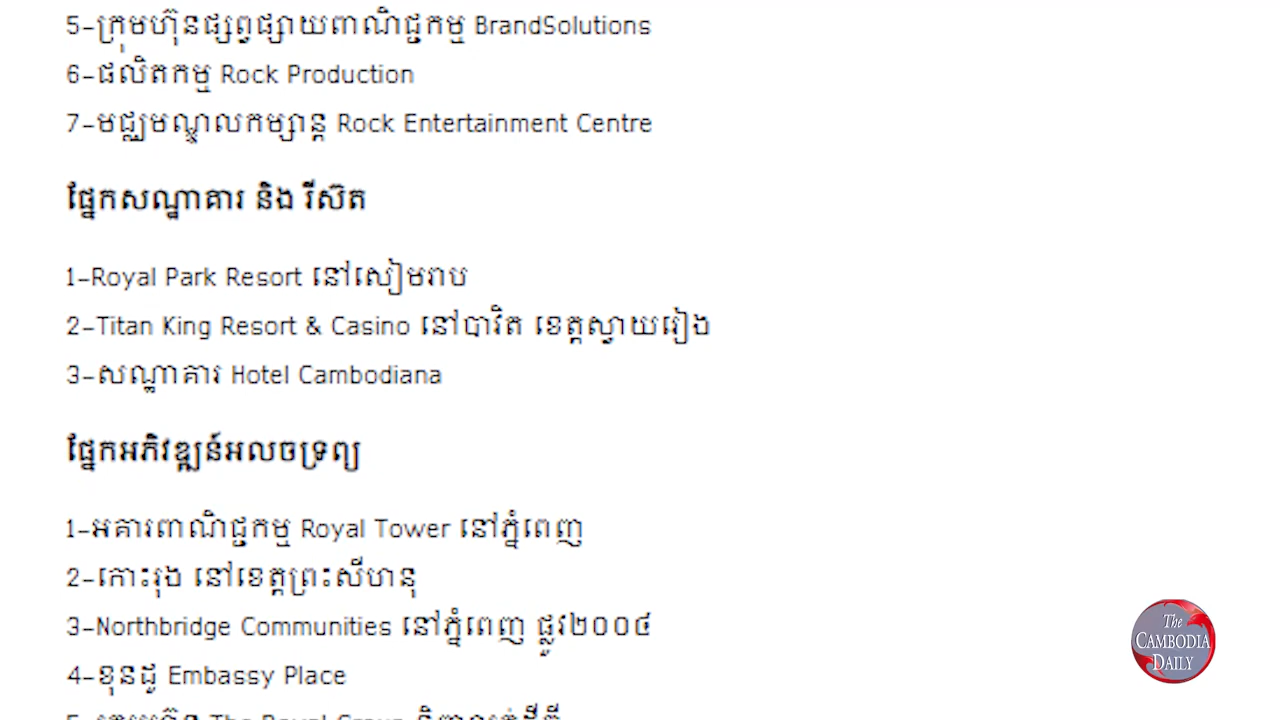 5-ក្រុមហ៊ុនផ្សព្វផ្សាយពាណិជ្ជកម្ម BrandSolutions
6-ផលិតកម្ម Rock Production
7-មជ្ឈមណ្ឌលកម្សាន្ត Rock Entertainment Centre
ផ្នែកសណ្ឋាគារ និង រីស៊ត
1-Royal Park Resort នៅសៀមរាប
2-Titan King Resort & Casino នៅបាវិត ខេត្តស្វាយរៀង
3-សណ្ឋាគារ Hotel Cambodiana
ផ្នែកអភិវឌ្ឍន៍អលចទ្រព្យ
1-អគារពាណិជ្ជកម្ម Royal Tower នៅភ្នំពេញ
2-កោះរុង នៅខេត្តព្រះសីហនុ
3-Northbridge Communities នៅភ្នំពេញ ផ្លូវ២០០៤
4-ខុនដូ Embassy Place
The Royal Group
The
CAMBODIA
DAILY